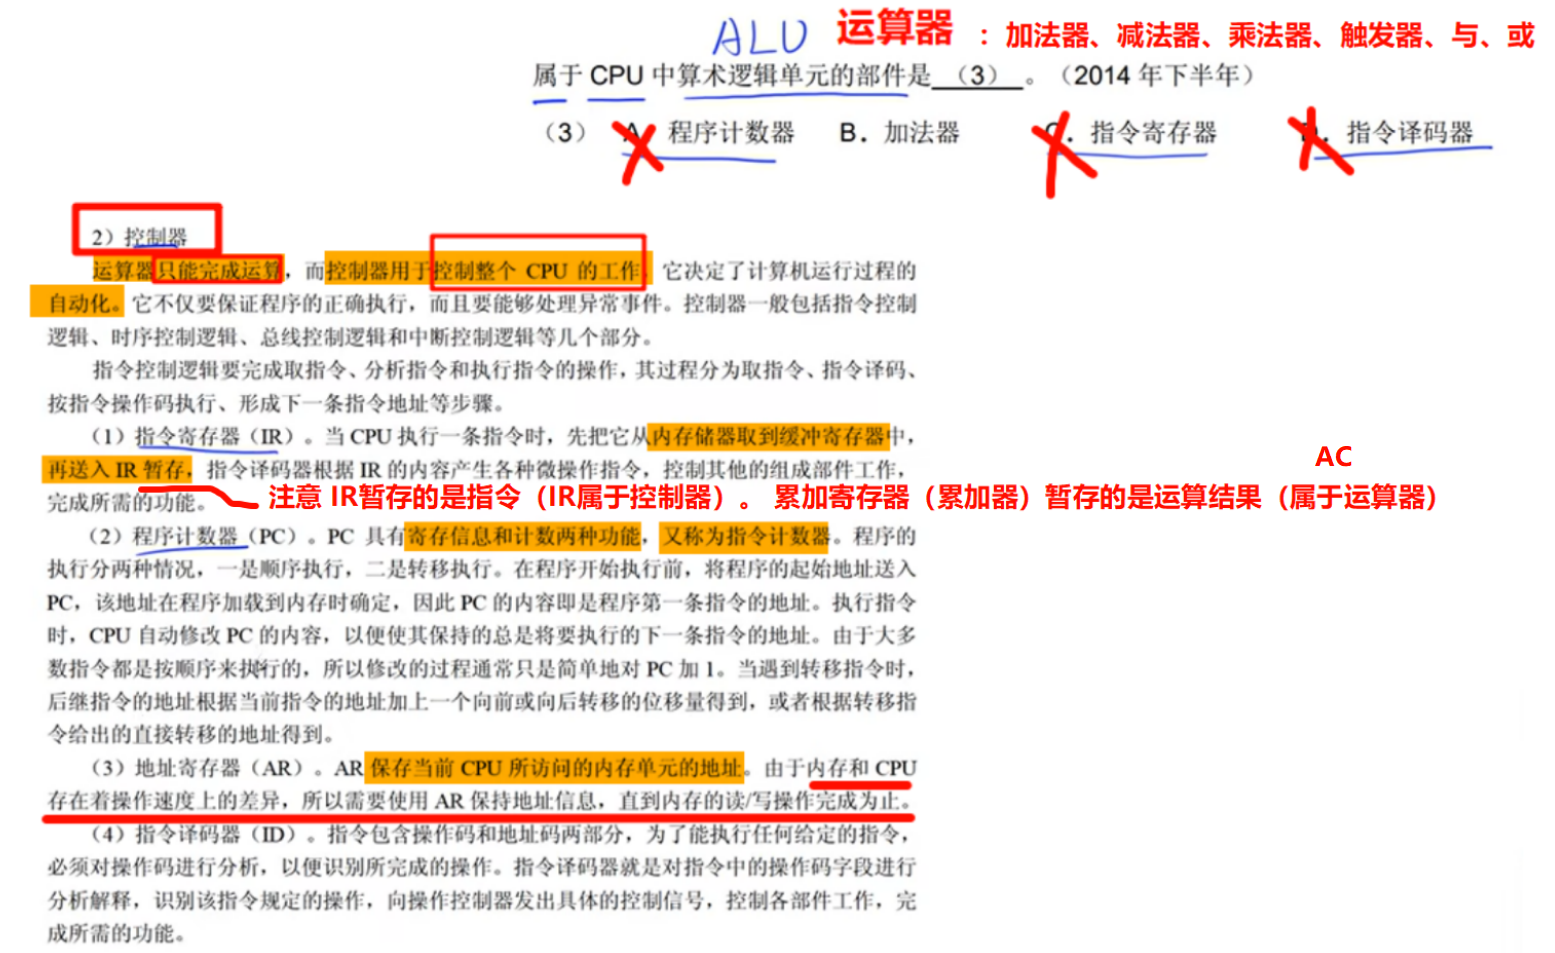 ALU 运算器 ：加法器、减法器、乘法器、触发器、与、或
属于 CPU 中算术逻辑单元的部件是 （3） 。（2014 年下半年）
（3） A． 程序计数器 B．加法器 C．指令寄存器 D．指令译码器
2）控制器
运算器只能完成运算，而控制器用于控制整个 CPU 的工作，它决定了计算机运行过程的
自动化。它不仅要保证程序的正确执行，而且要能够处理异常事件。控制器一般包括指令控制
逻辑、时序控制逻辑、总线控制逻辑和中断控制逻辑等几个部分。
指令控制逻辑要完成取指令、分析指令和执行指令的操作，其过程分为取指令、指令译码、
按指令操作码执行、形成下一条指令地址等步骤。
（1）指令寄存器（IR）。当 CPU 执行一条指令时，先把它从内存储器取到缓冲寄存器中，
再送入 IR 暂存，指令译码器根据 IR 的内容产生各种微操作指令，控制其他的组成部件工作，
完成所需的功能。
AC
注意 IR暂存的是指令（IR属于控制器）。 累加寄存器（累加器）暂存的是运算结果（属于运算器）
（2）程序计数器（PC）。PC 具有寄存信息和计数两种功能，又称为指令计数器。程序的
执行分两种情况，一是顺序执行，二是转移执行。在程序开始执行前，将程序的起始地址送入
PC，该地址在程序加载到内存时确定，因此 PC 的内容即是程序第一条指令的地址。执行指令
时，CPU 自动修改 PC 的内容，以便使其保持的总是将要执行的下一条指令的地址。由于大多
数指令都是按顺序来执行的，所以修改的过程通常只是简单地对 PC 加 1。当遇到转移指令时，
后继指令的地址根据当前指令的地址加上一个向前或向后转移的位移量得到，或者根据转移指
令给出的直接转移的地址得到。
（3）地址寄存器（AR）。AR 保存当前 CPU 所访问的内存单元的地址。由于内存和 CPU
存在着操作速度上的差异，所以需要使用 AR 保持地址信息，直到内存的读/写操作完成为止。
（4）指令译码器（ID）。指令包含操作码和地址码两部分，为了能执行任何给定的指令，
必须对操作码进行分析，以便识别所完成的操作。指令译码器就是对指令中的操作码字段进行
分析解释，识别该指令规定的操作，向操作控制器发出具体的控制信号，控制各部件工作，完
成所需的功能。